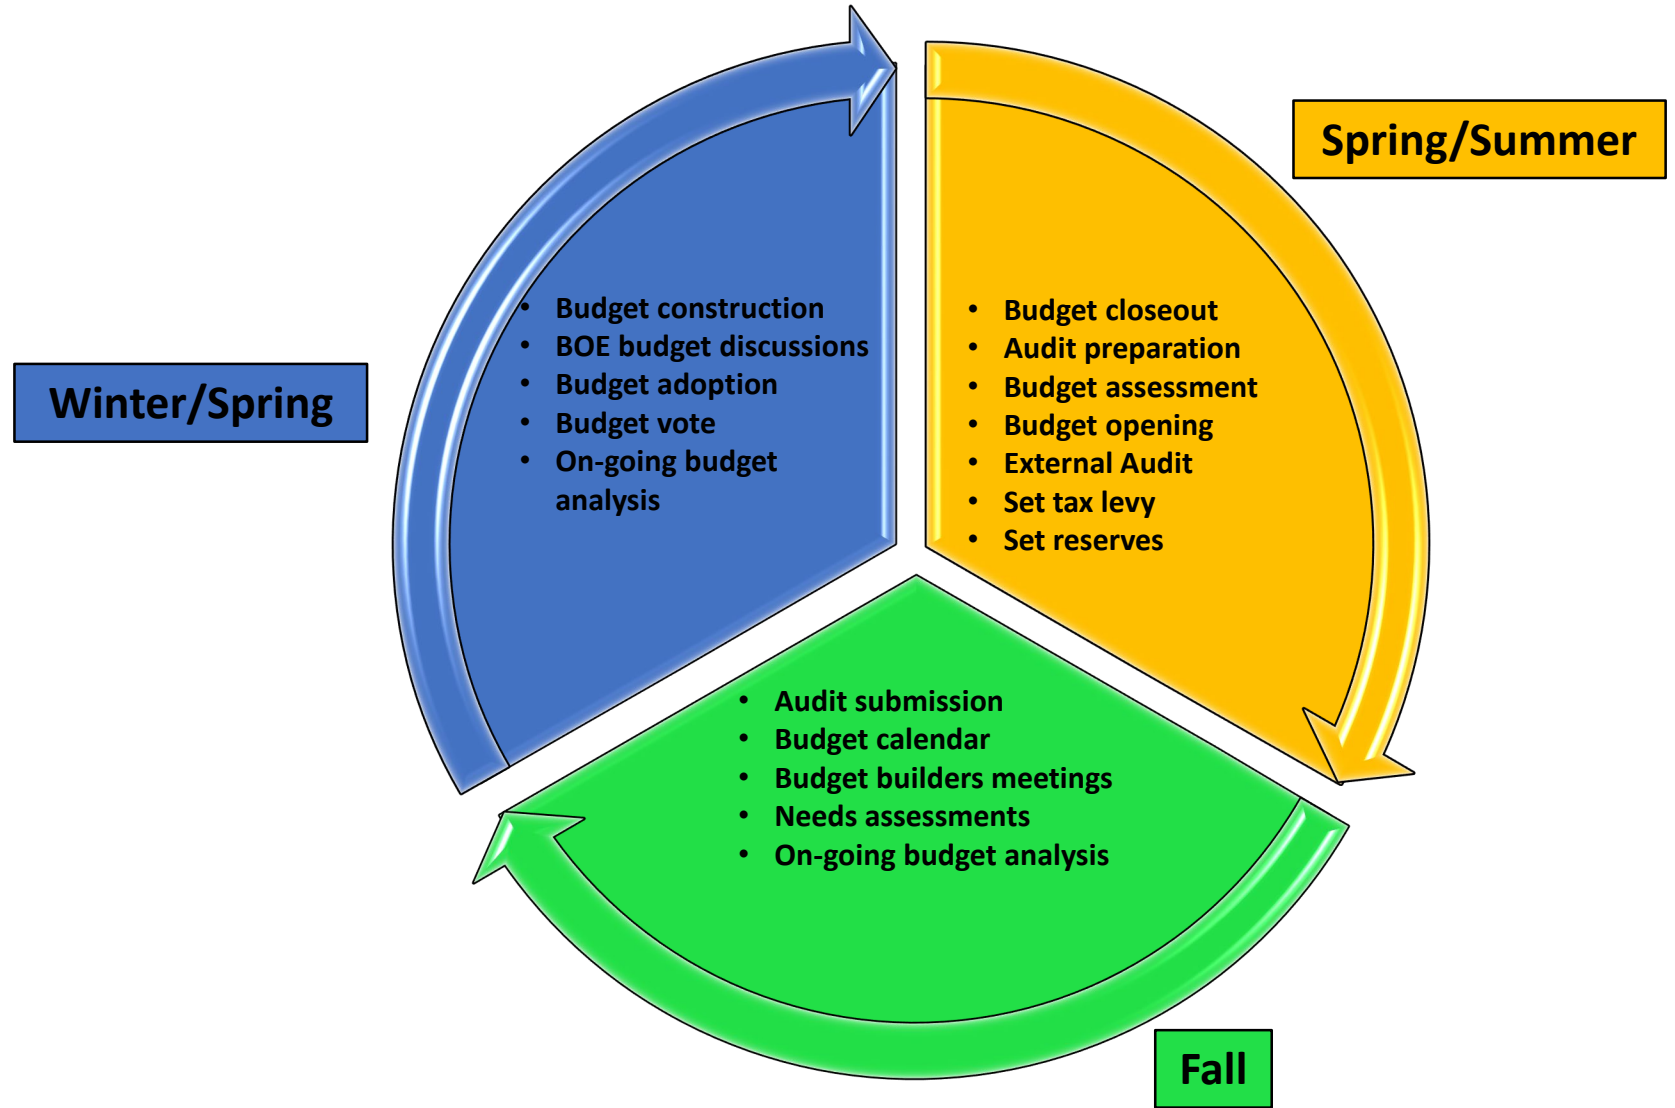 Spring/Summer
• Budget closeout
• Audit preparation
• Budget assessment
• Budget opening
• External Audit
• Set tax levy
• Set reserves
Fall
• Audit submission
• Budget calendar
• Budget builders meetings
• Needs assessments
• On-going budget analysis
Winter/Spring
• Budget construction
• BOE budget discussions
• Budget adoption
• Budget vote
• On-going budget
analysis